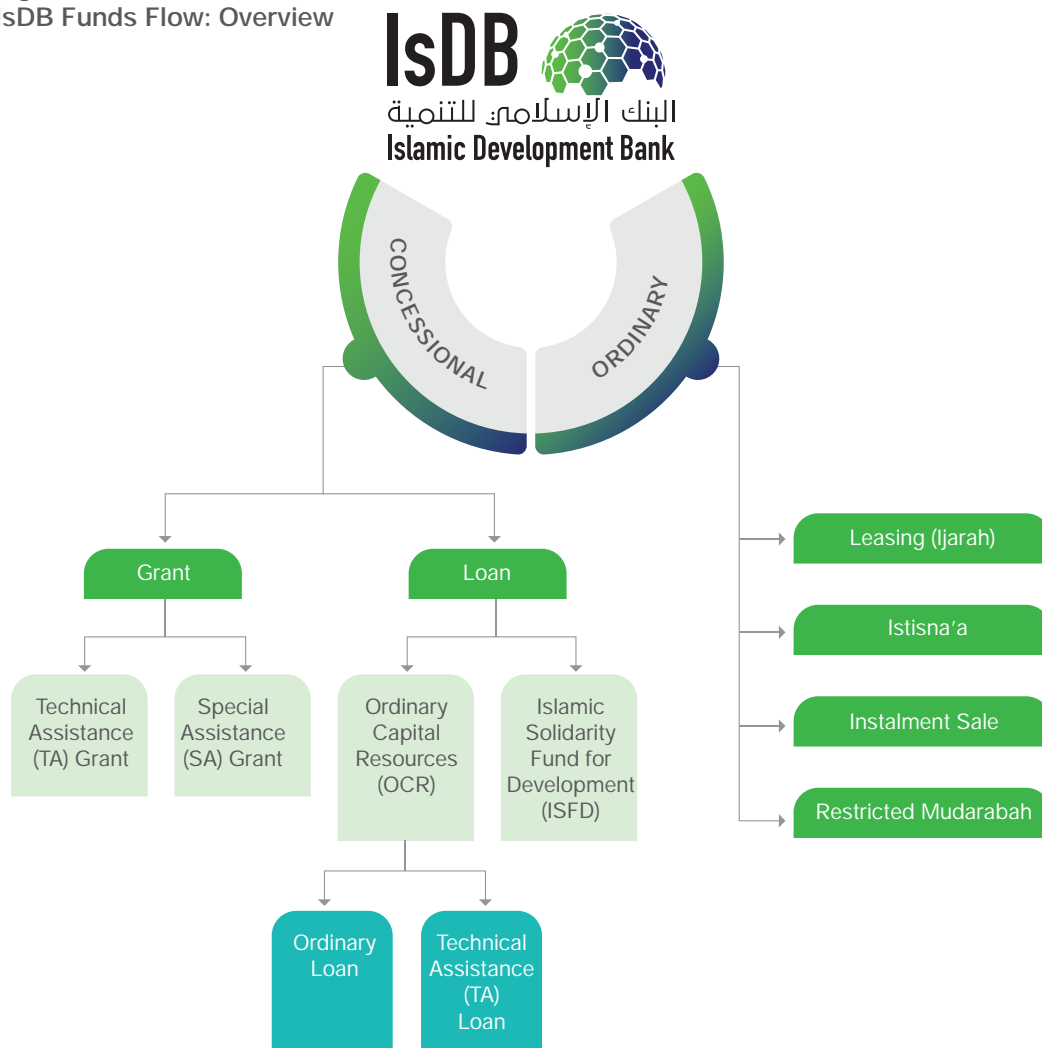 IsDB Funds Flow: Overview
IsDB
البنك الإسلامي للتنمية
Islamic Development Bank
CONCESSIONAL
ORDINARY
Grant
Loan
Technical
Assistance
(TA) Grant
Special
Assistance
(SA) Grant
Ordinary
Capital
Resources
(OCR)
Islamic
Solidarity
Fund for
Development
(ISFD)
Ordinary
Loan
Technical
Assistance
(TA)
Loan
Leasing (Ijarah)
Istisna’a
Instalment Sale
Restricted Mudarabah